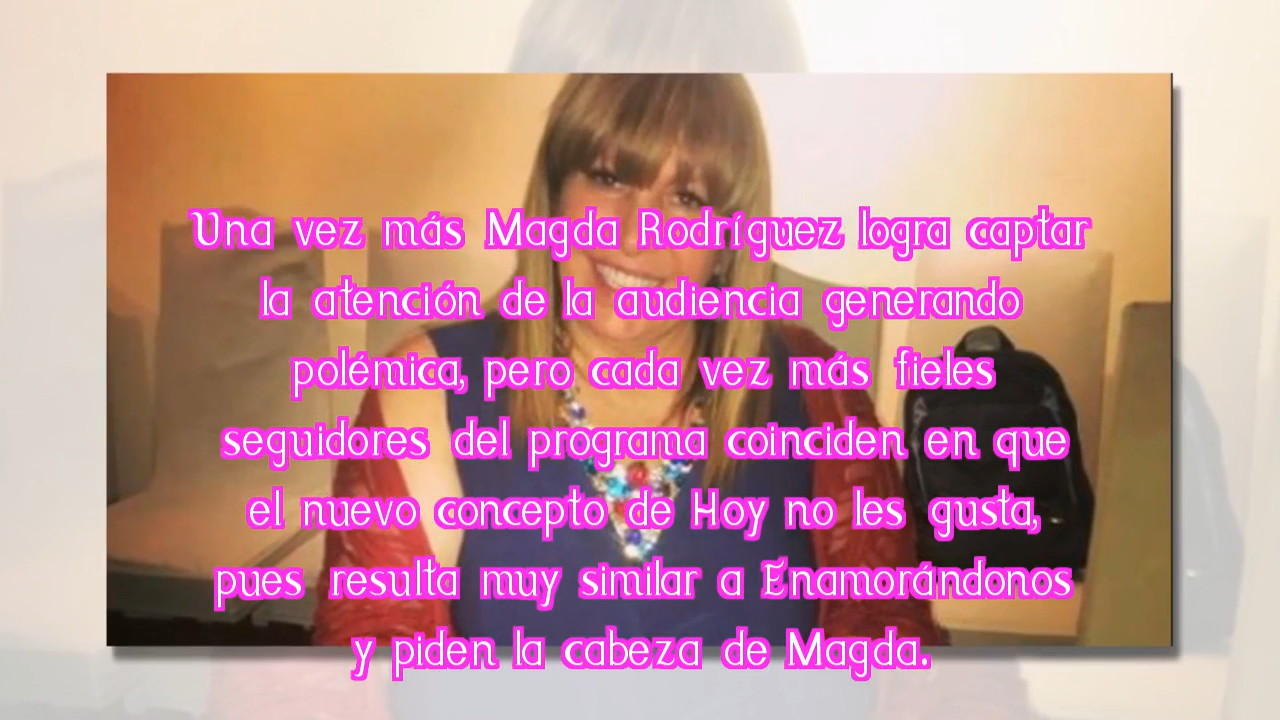 Una vez más Magda Rodríguez logra captar
la atención de la audiencia generando
polémica, pero cada vez más fieles
seguidores del programa coinciden en que
el nuevo concepto de Hoy no les gusta,
pues resulta muy similar a Enamorándonos
y piden la cabeza de Magda.